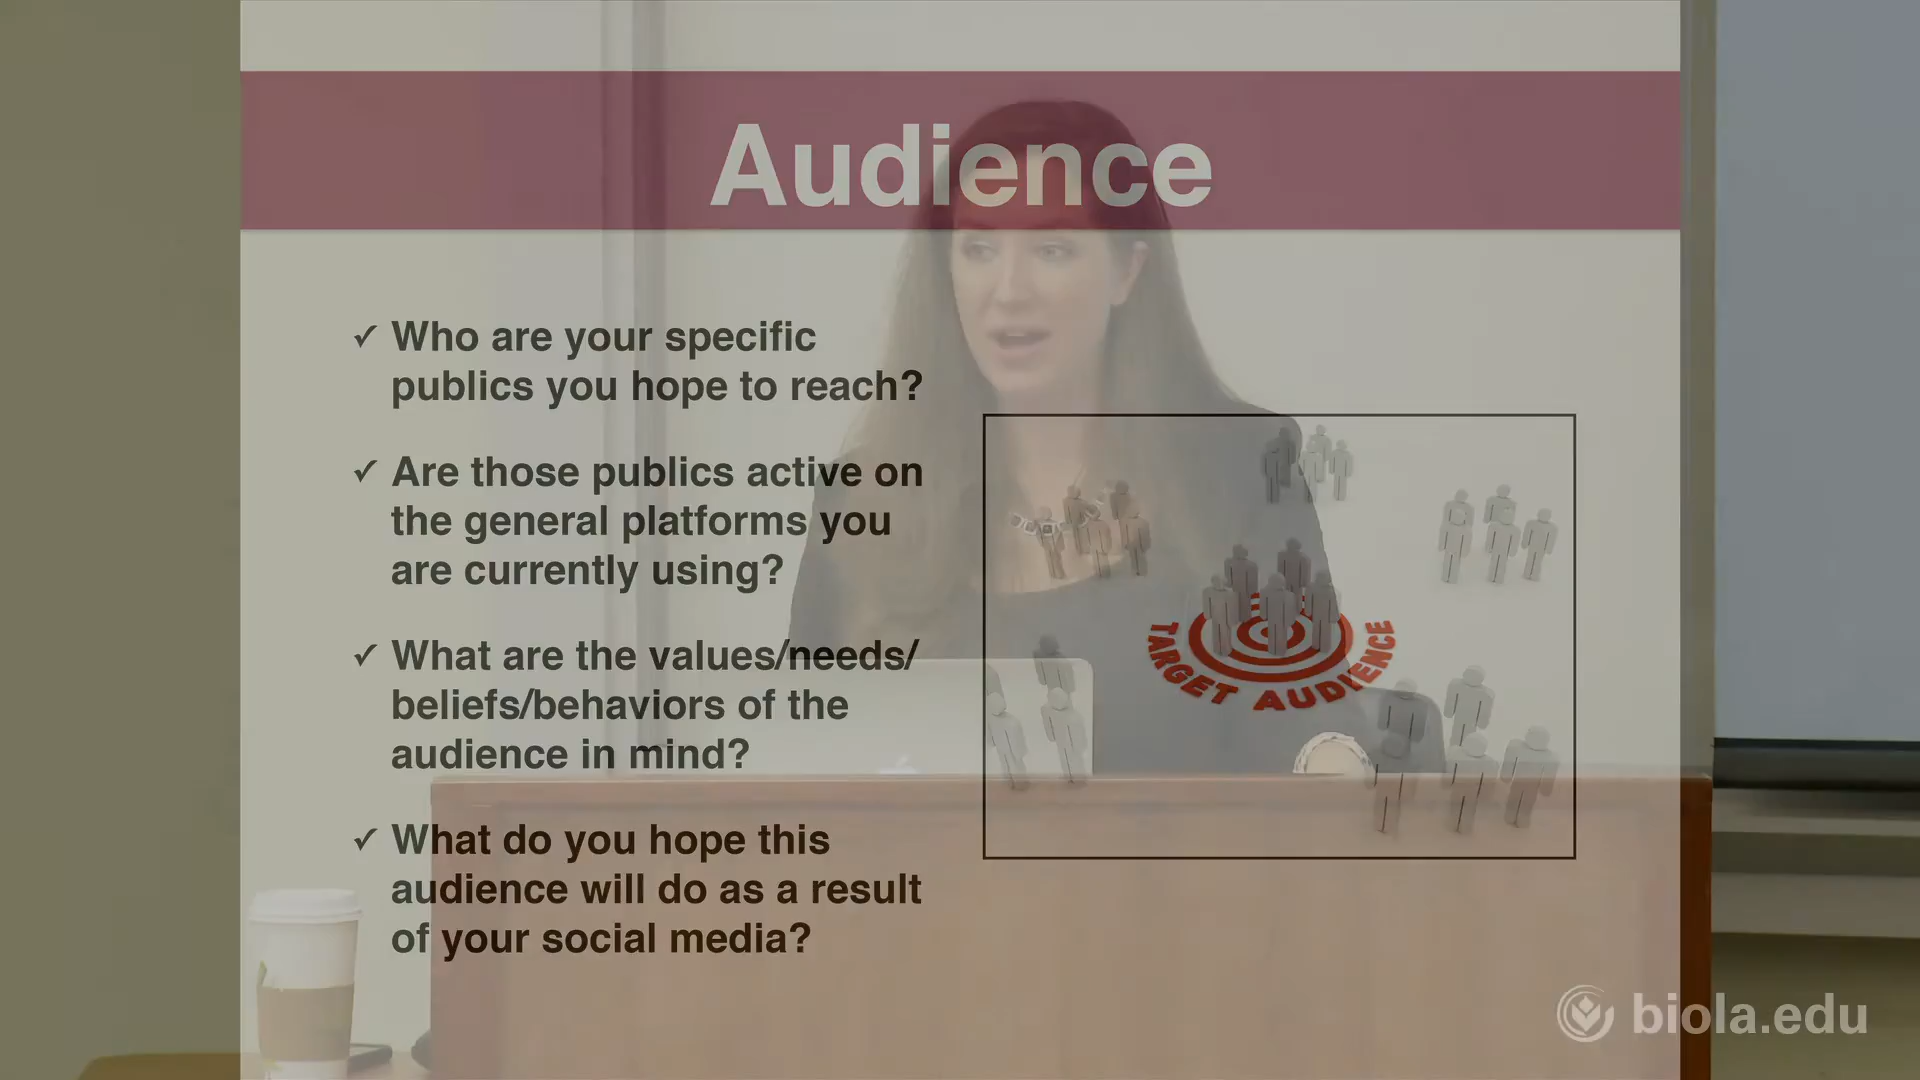 Audience
✓ Who are your specific
publics you hope to reach?
✓ Are those publics active on
the general platforms you
are currently using?
✓ What are the values/needs/
beliefs/behaviors of the
audience in mind?
✓ What do you hope this
audience will do as a result
of your social media?
TARGET AUDIENCE
biola.edu